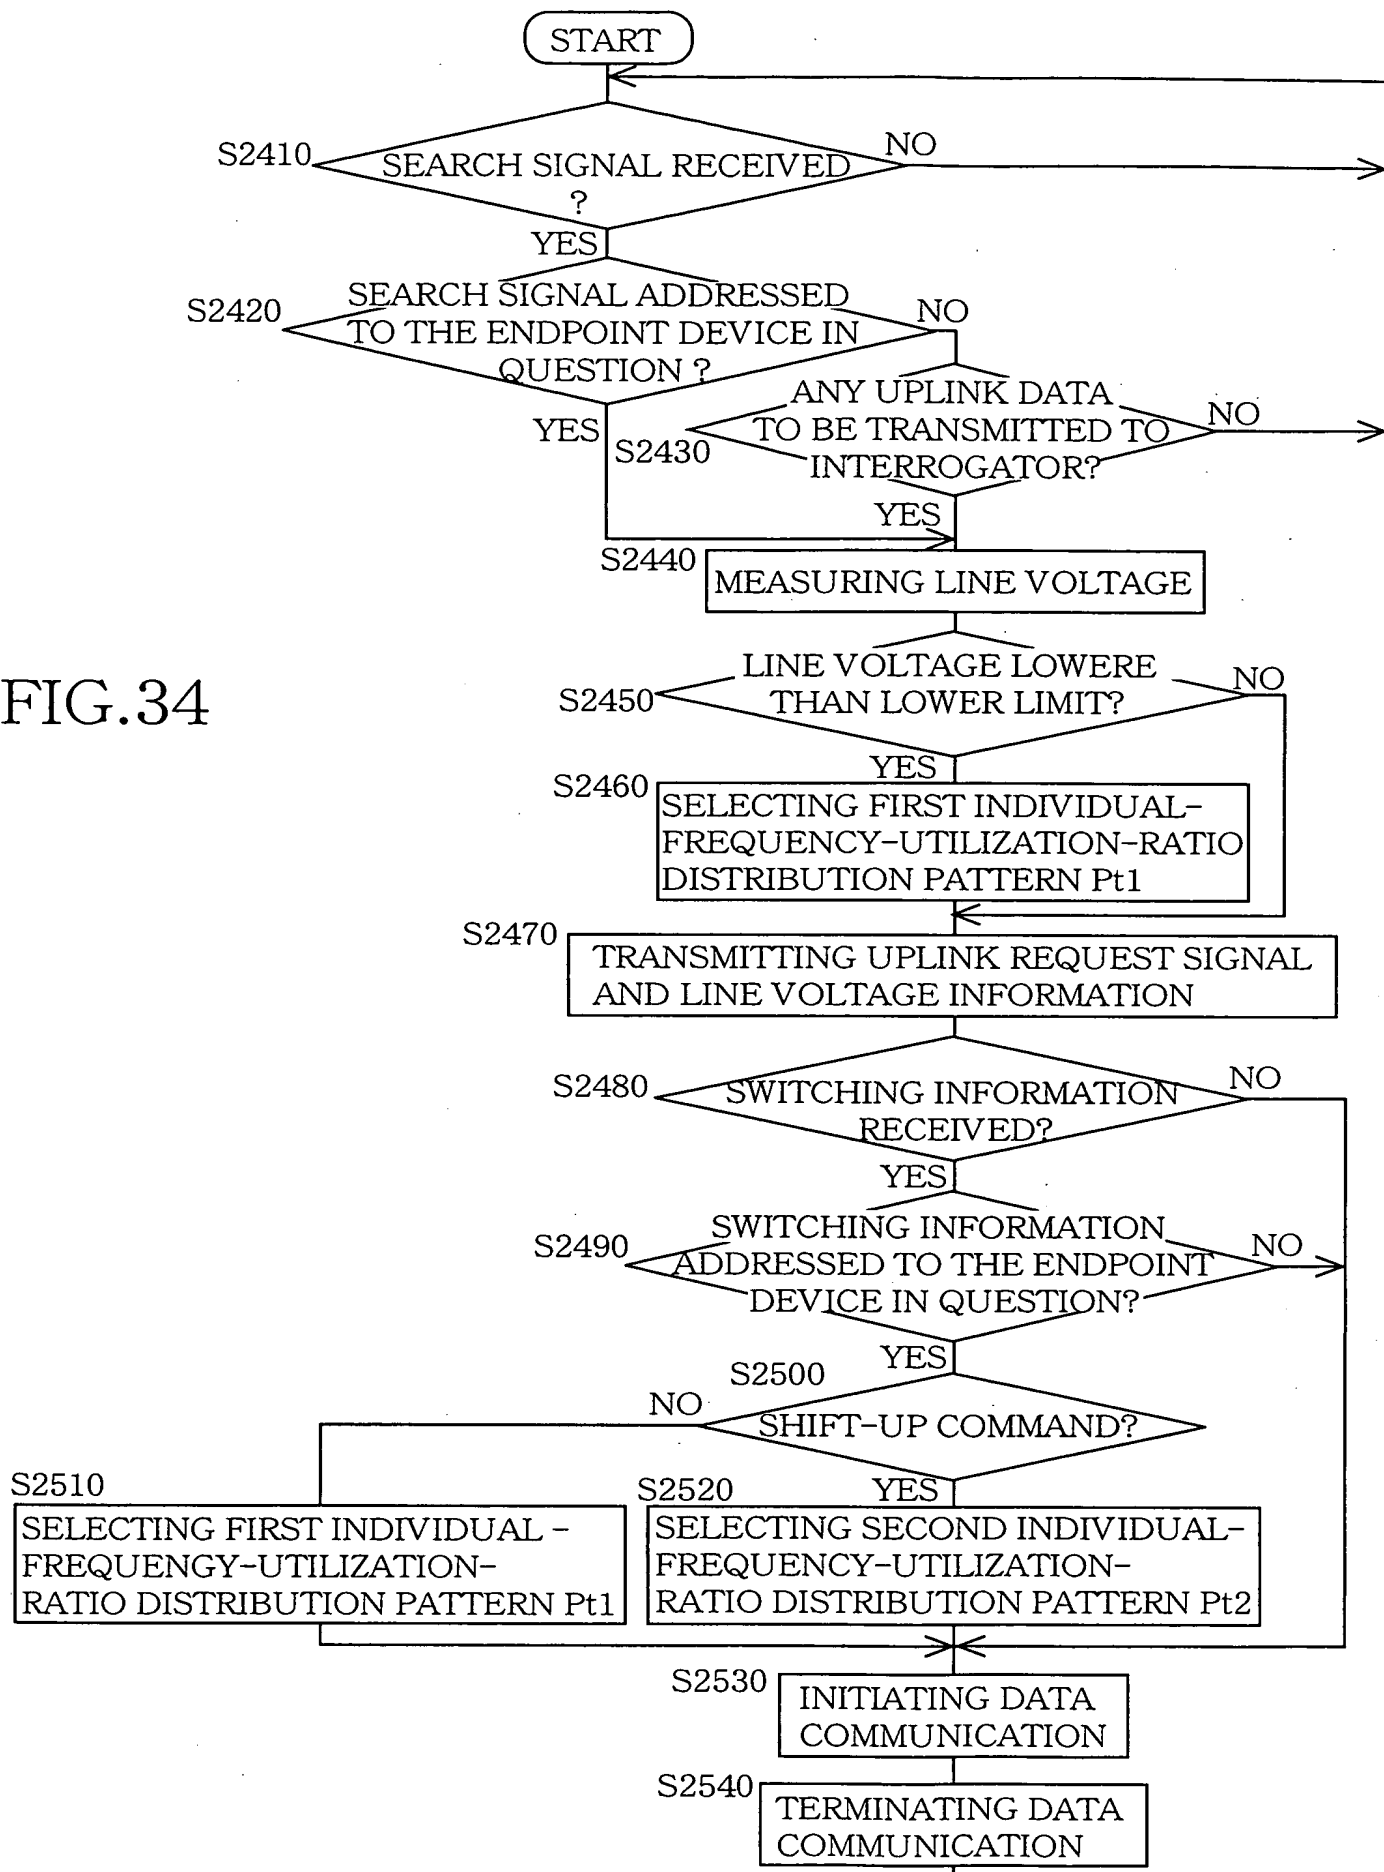 START
S2410
SEARCH SIGNAL RECEIVED
?
NO
YES
S2420
SEARCH SIGNAL ADDRESSED
TO THE ENDPOINT DEVICE IN
QUESTION ?
NO
YES
S2430
ANY UPLINK DATA
TO BE TRANSMITTED TO
INTERROGATOR?
NO
YES
S2440
MEASURING LINE VOLTAGE
FIG.34
S2450
LINE VOLTAGE LOWERE
THAN LOWER LIMIT?
NO
YES
S2460
SELECTING FIRST INDIVIDUAL-
FREQUENCY-UTILIZATION-RATIO
DISTRIBUTION PATTERN Pt1
S2470
TRANSMITTING UPLINK REQUEST SIGNAL
AND LINE VOLTAGE INFORMATION
S2480
SWITCHING INFORMATION
RECEIVED?
NO
YES
S2490
SWITCHING INFORMATION
ADDRESSED TO THE ENDPOINT
DEVICE IN QUESTION?
NO
YES
S2500
SHIFT-UP COMMAND?
NO
YES
S2510
SELECTING FIRST INDIVIDUAL -
FREQUENGY-UTILIZATION-
RATIO DISTRIBUTION PATTERN Pt1
S2520
SELECTING SECOND INDIVIDUAL-
FREQUENCY-UTILIZATION-
RATIO DISTRIBUTION PATTERN Pt2
S2530
INITIATING DATA
COMMUNICATION
S2540
TERMINATING DATA
COMMUNICATION